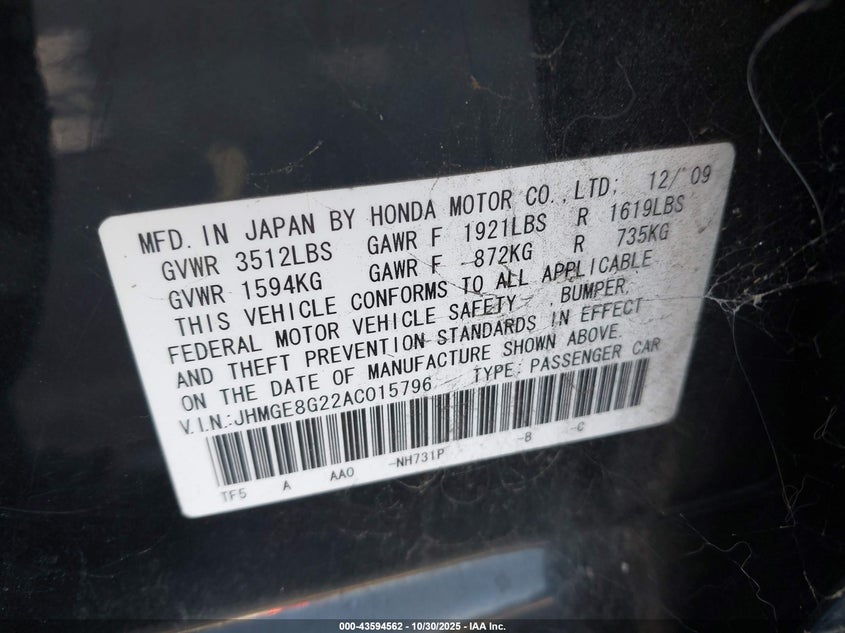 MFD. IN JAPAN BY HONDA MOTOR CO., LTD; 12/'09
GVWR 3512LBS GAWR F 1921LBS R 1619LBS
GVWR 1594KG GAWR F 872KG R 735KG
THIS VEHICLE CONFORMS TO ALL APPLICABLE
FEDERAL MOTOR VEHICLE SAFETY, BUMPER,
AND THEFT PREVENTION STANDARDS IN EFFECT
ON THE DATE OF MANUFACTURE SHOWN ABOVE.
V.I.N.:JHMGE8G22AC015796 TYPE: PASSENGER CAR
TF5 A AA0 -NH731P -B -C
000-43594562 - 10/30/2025 - IAA Inc.